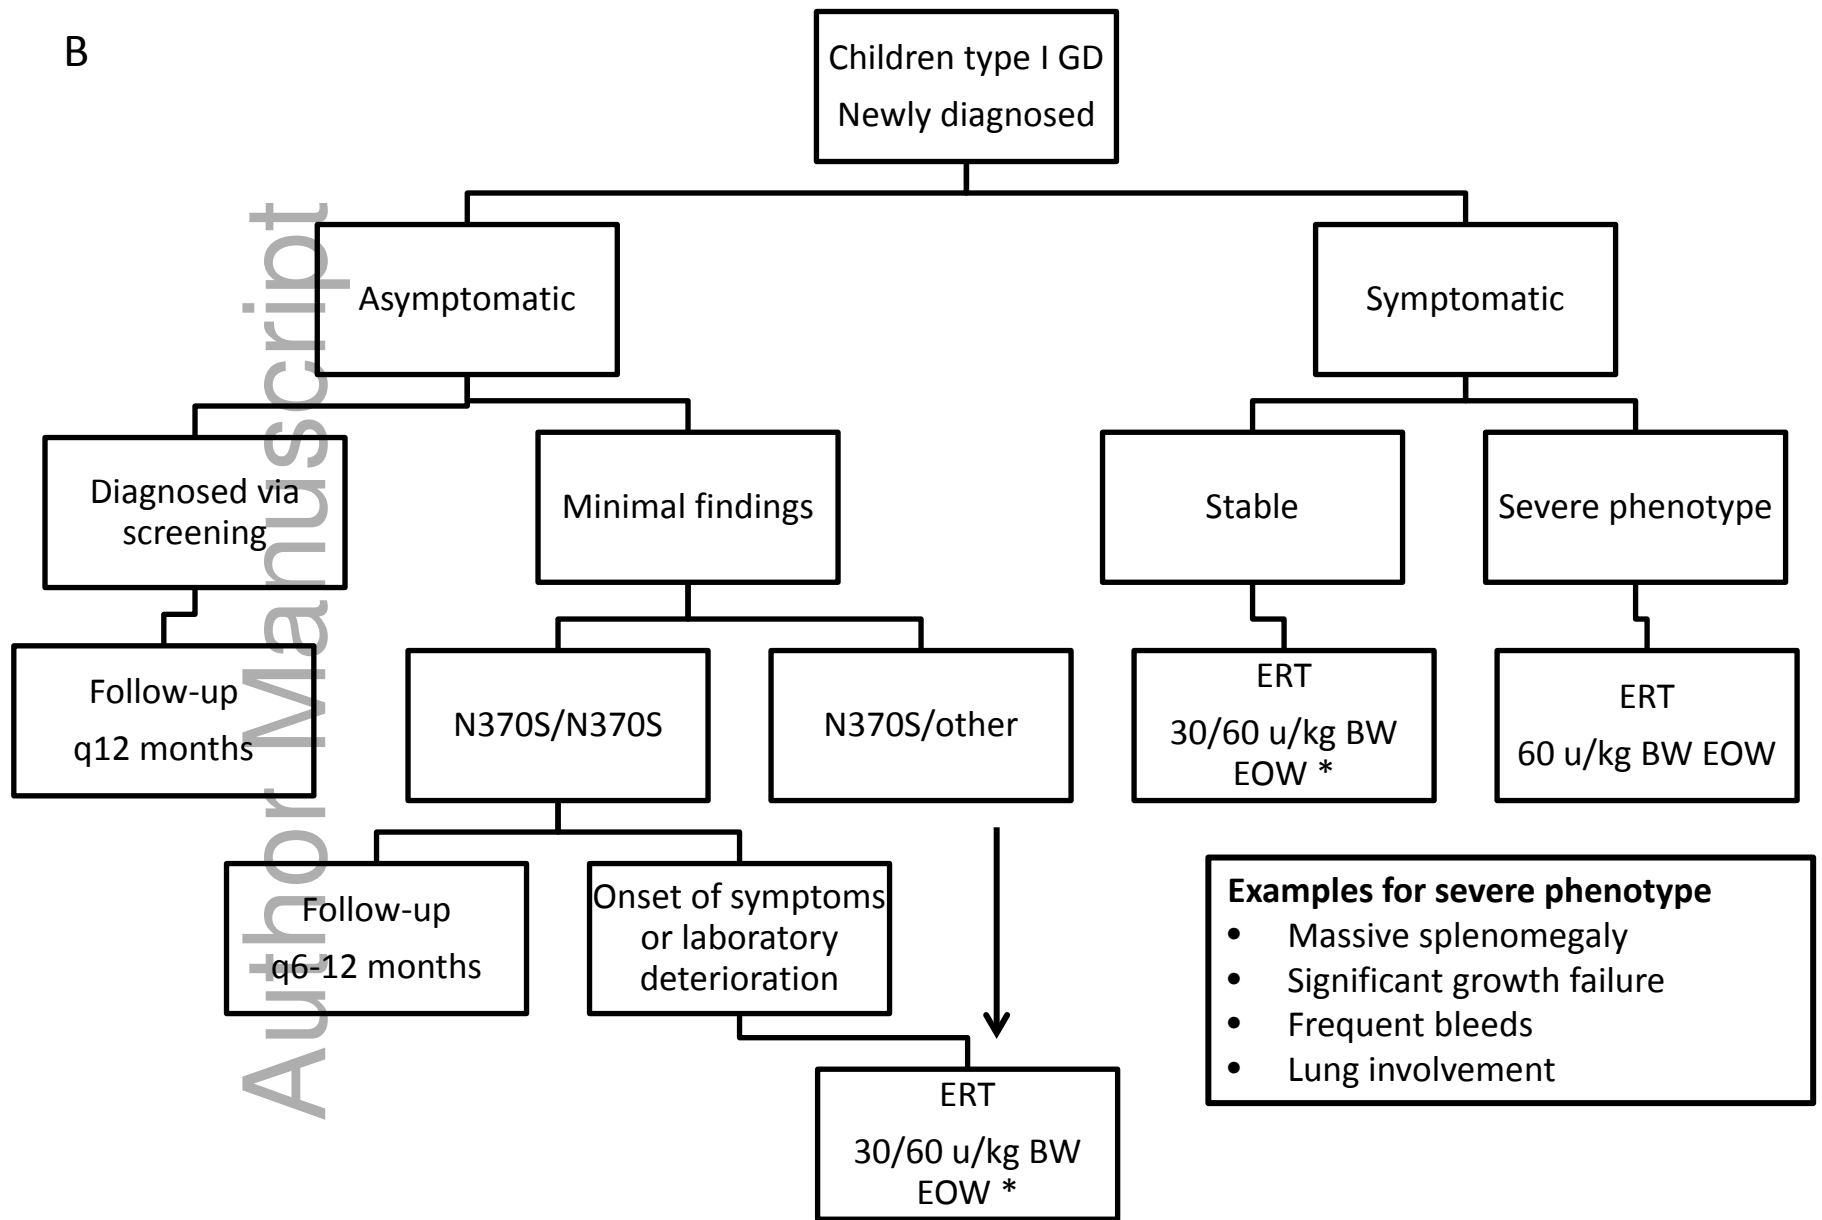 B
Children type I GD
Newly diagnosed
Asymptomatic
Symptomatic
Diagnosed via
screening
Minimal findings
Stable
Severe phenotype
Follow-up
q12 months
N370S/N370S
N370S/other
ERT
30/60 u/kg BW
EOW *
ERT
60 u/kg BW EOW
Follow-up
q6-12 months
Onset of symptoms
or laboratory
deterioration
ERT
30/60 u/kg BW
EOW *
Examples for severe phenotype
• Massive splenomegaly
• Significant growth failure
• Frequent bleeds
• Lung involvement
Author Manuscript